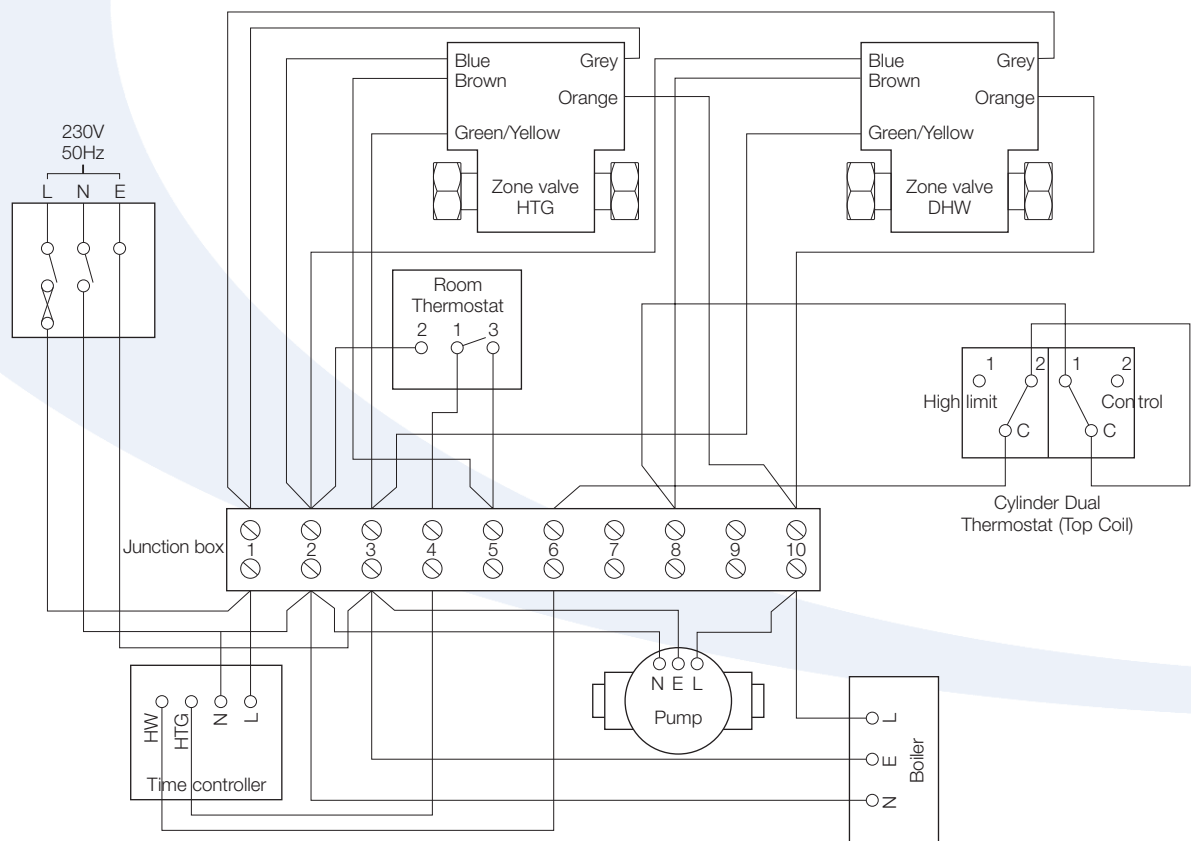 Blue
Grey
Brown
Orange
Green/Yellow
Zone valve
HTG
Blue
Grey
Brown
Orange
Green/Yellow
Zone valve
DHW
230V
50Hz
L N E
Room
Thermostat
2 1 3
1 2 1 2
High limit
Control
C C
Cylinder Dual
Thermostat (Top Coil)
Junction box
1 2 3 4 5 6 7 8 9 10
HW HTG N L
Time controller
N E L
Pump
L
E
N
Boiler